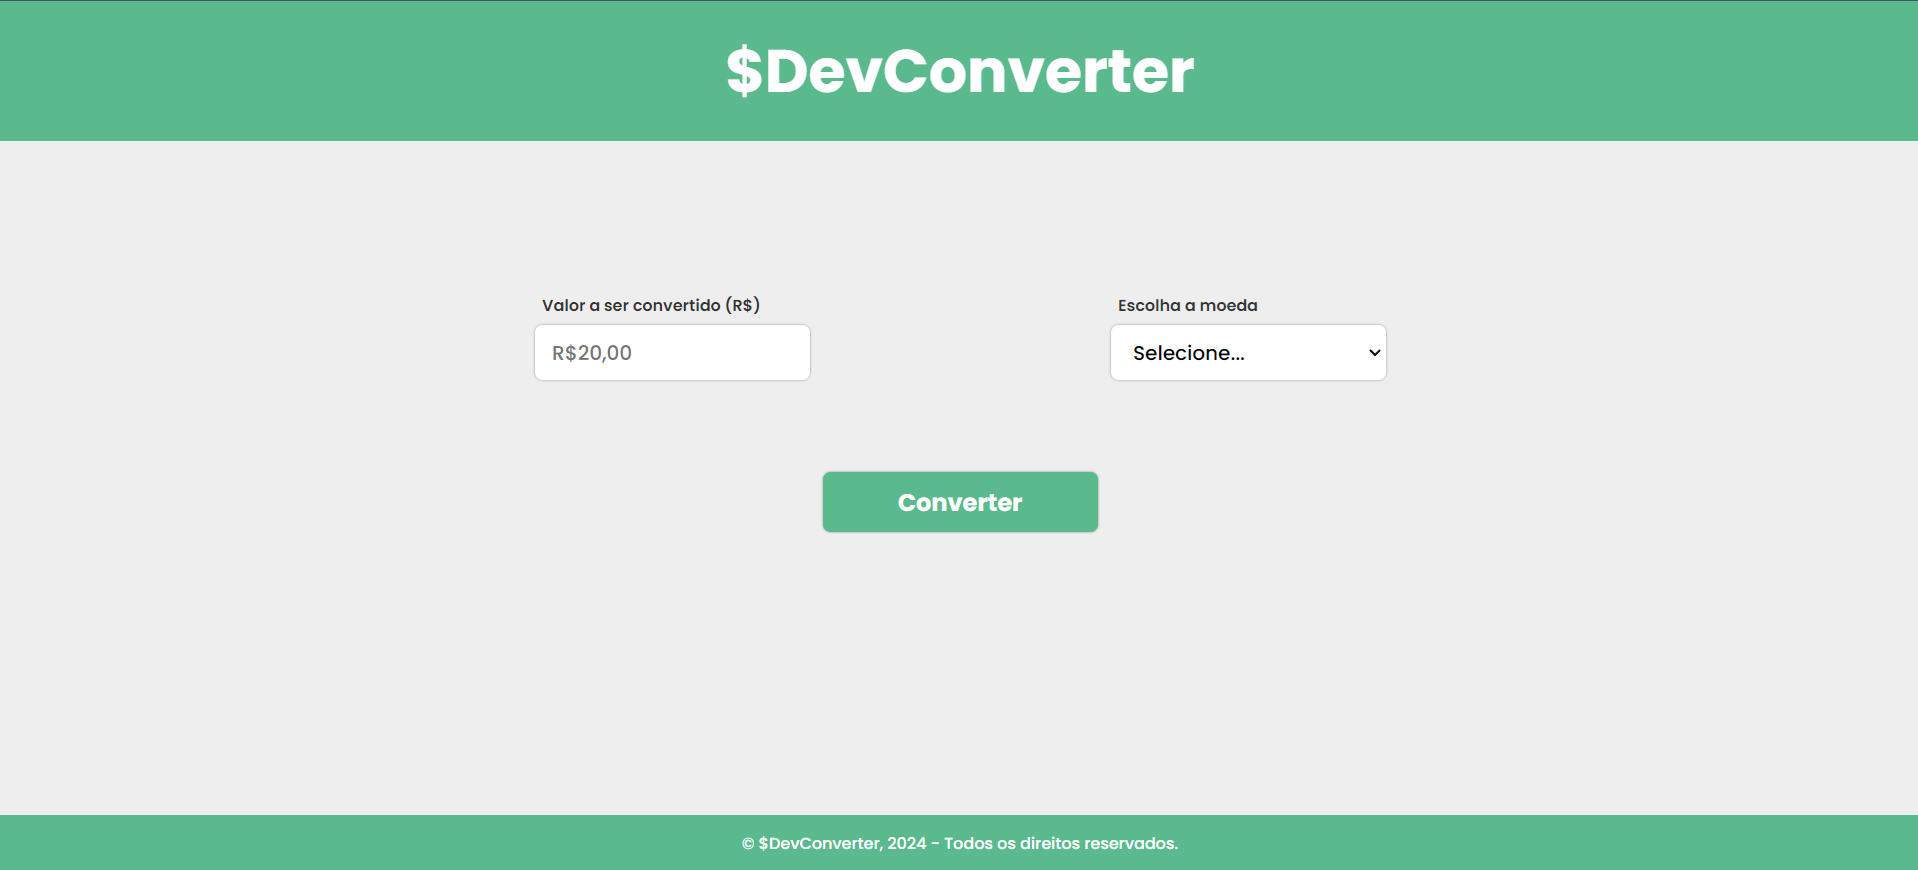 $DevConverter
Valor a ser convertido (R$)
R$20,00
Escolha a moeda
Selecione...
Converter
© $DevConverter, 2024 - Todos os direitos reservados.